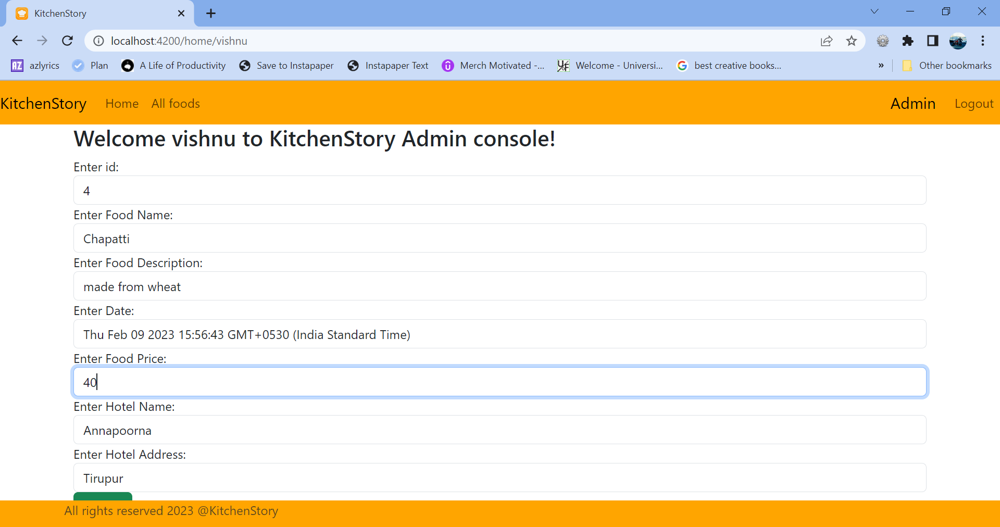 KitchenStory
localhost:4200/home/vishnu
azlyrics Plan A Life of Productivity Save to Instapaper Instapaper Text Merch Motivated -... Welcome - Universi... best creative books... » Other bookmarks
KitchenStory Home All foods Admin Logout
Welcome vishnu to KitchenStory Admin console!
Enter id:
4
Enter Food Name:
Chapatti
Enter Food Description:
made from wheat
Enter Date:
Thu Feb 09 2023 15:56:43 GMT+0530 (India Standard Time)
Enter Food Price:
40
Enter Hotel Name:
Annapoorna
Enter Hotel Address:
Tirupur
All rights reserved 2023 @KitchenStory